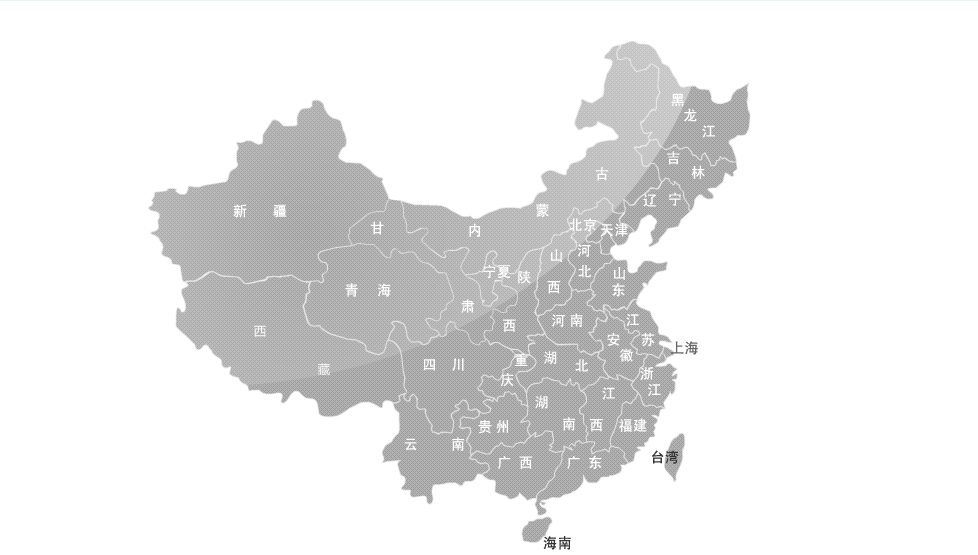 黑龙江
吉林
辽宁
内蒙古
北京
天津
新疆
甘肃
宁夏
陕西
山西
河北
山东
青海
西藏
河南
江苏
安徽
上海
四川
重庆
湖北
浙江
湖南
江西
福建
贵州
云南
广西
广东
台湾
海南